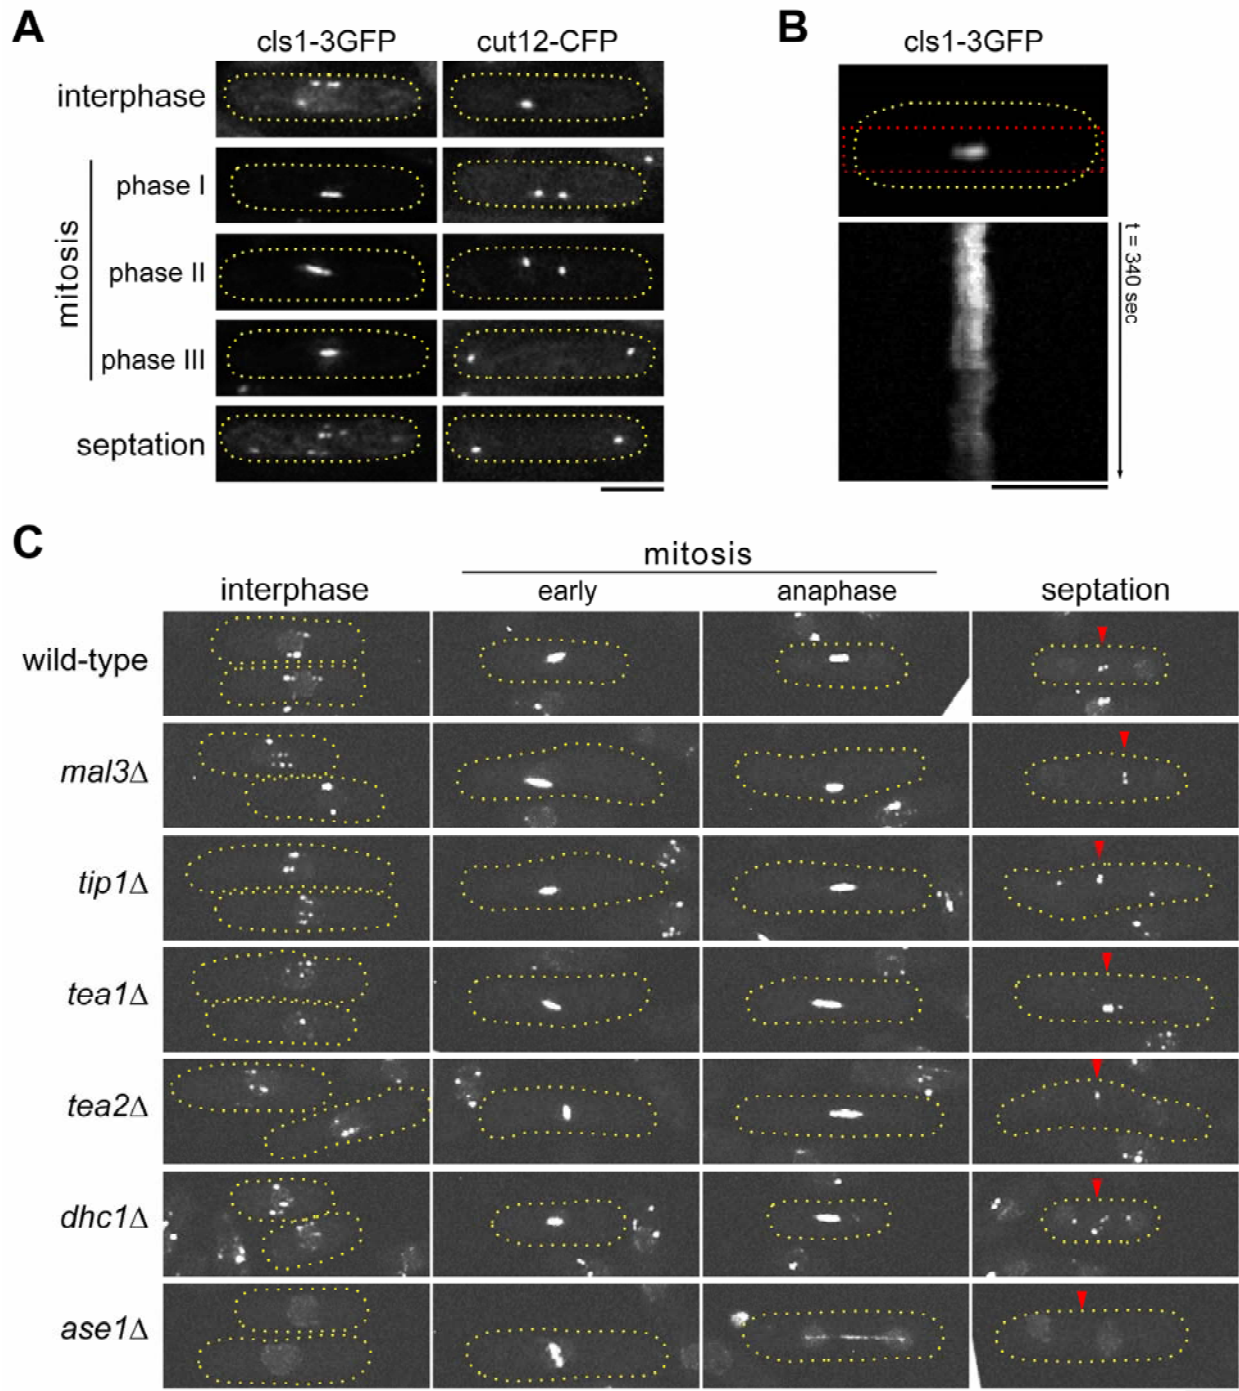 A
cls1-3GFP cut12-CFP
interphase
mitosis
phase I
phase II
phase III
septation
B
cls1-3GFP
t = 340 sec
C
mitosis
interphase early anaphase septation
wild-type
mal3Δ
tip1Δ
tea1Δ
tea2Δ
dhc1Δ
ase1Δ